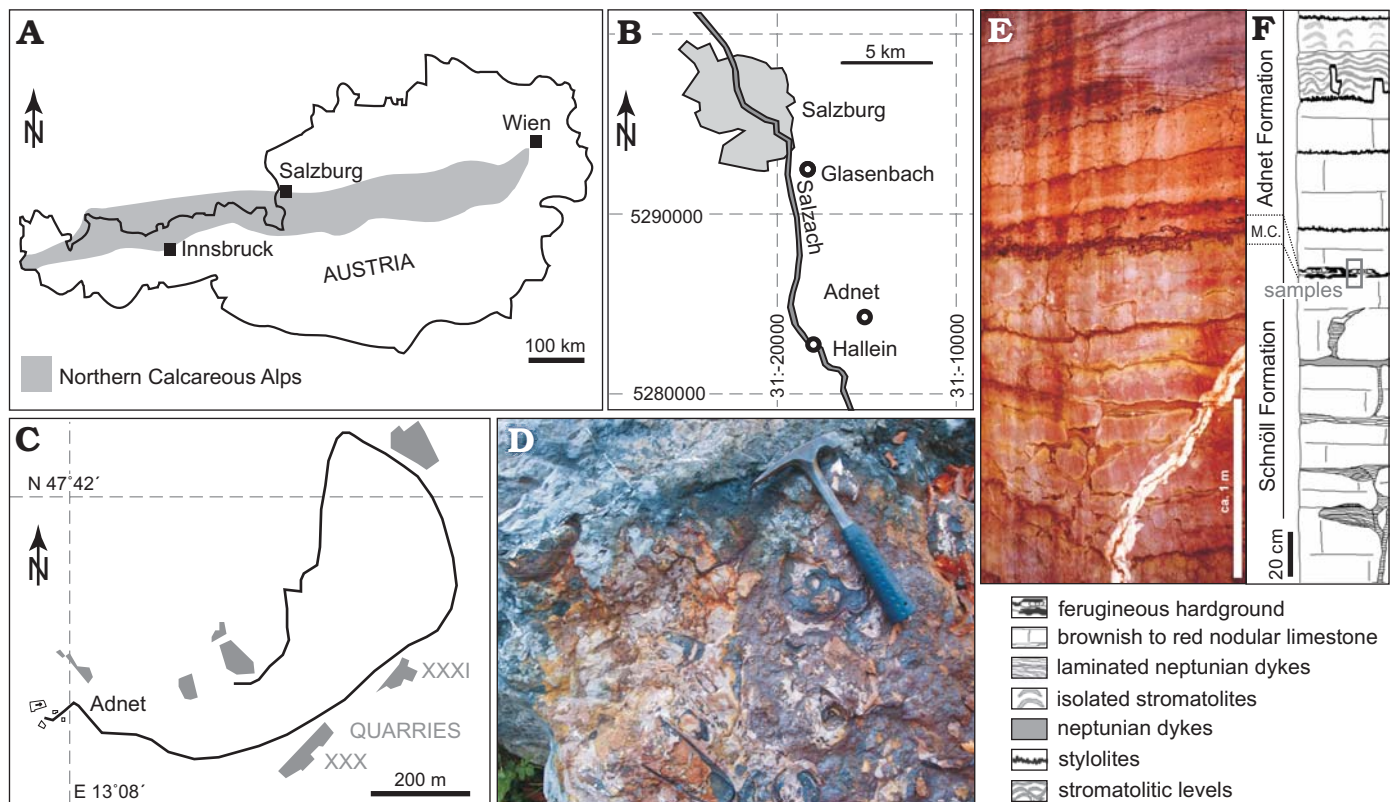 A
N
Wien
Salzburg
Innsbruck
AUSTRIA
100 km
Northern Calcareous Alps
B
5 km
N
Salzburg
Glasenbach
Salzach
5290000
Adnet
Hallein
31:-20000
31:-10000
5280000
C
N 47°42´
N
XXXI
Adnet
QUARRIES
XXX
E 13°08´
200 m
D
E
ca. 1 m
F
Adnet Formation
M.C.
samples
Schnöll Formation
20 cm
ferugineous hardground
brownish to red nodular limestone
laminated neptunian dykes
isolated stromatolites
neptunian dykes
stylolites
stromatolitic levels